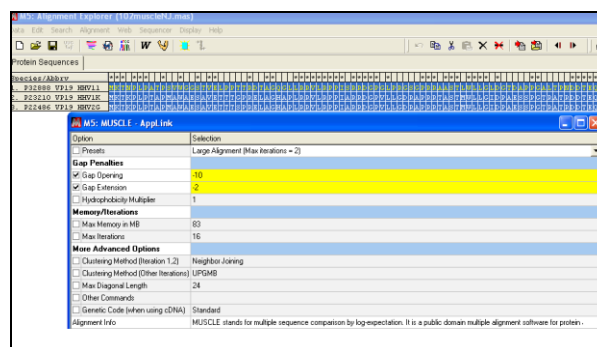 M5: Alignment Explorer (102muscleNJ.mas)
Data Edit Search Alignment Web Sequencer Display Help
W
Protein Sequences
Species/Abbrv
1. P32888 VP19 HHV11
2. P23210 VP19 HHV1K
3. P22486 VP19 HHV2G
M5: MUSCLE - AppLink
Option Selection
Presets Large Alignment (Max iterations = 2)
Gap Penalties
Gap Opening -10
Gap Extension -2
Hydrophobicity Multiplier 1
Memory/Iterations
Max Memory in MB 83
Max Iterations 16
More Advanced Options
Clustering Method (Iteration 1,2) Neighbor Joining
Clustering Method (Other Iterations) UPGMB
Max Diagonal Length 24
Other Commands
Genetic Code (when using cDNA) Standard
Alignment Info MUSCLE stands for multiple sequence comparison by log-expectation. It is a public domain multiple alignment software for protein